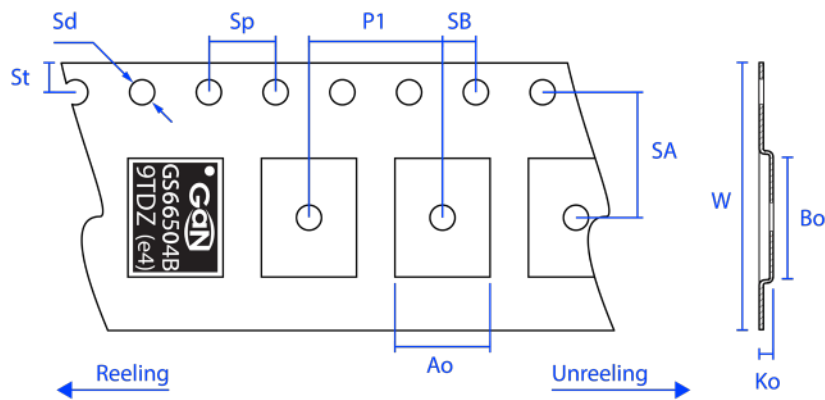 Sd
Sp
P1
SB
St
SA
W
Bo
GaN
GS66504B
9TDZ (e4)
Ao
Ko
Reeling
Unreeling